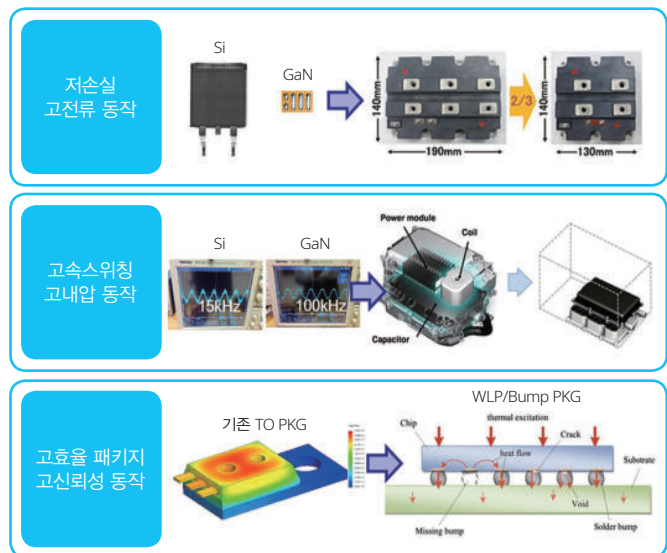 저손실
고전류 동작
Si
GaN
140mm
190mm
2/3
140mm
130mm
고속스위칭
고내압 동작
Si
GaN
15kHz
100kHz
Power module
Coil
Capacitor
고효율 패키지
고신뢰성 동작
기존 TO PKG
WLP/Bump PKG
thermal excitation
Chip
Crack
heat flow
Substrate
Void
Missing bump
Solder bump